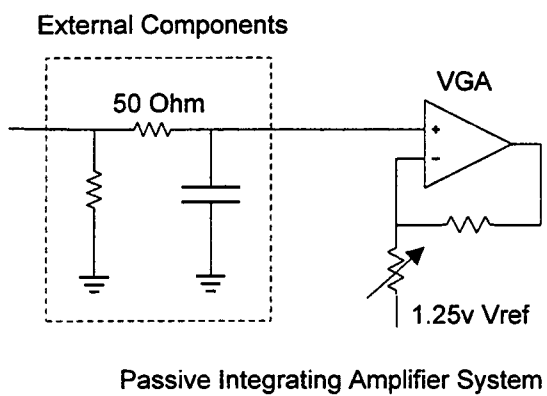 External Components
50 Ohm
VGA
+
-
1.25v Vref
Passive Integrating Amplifier System